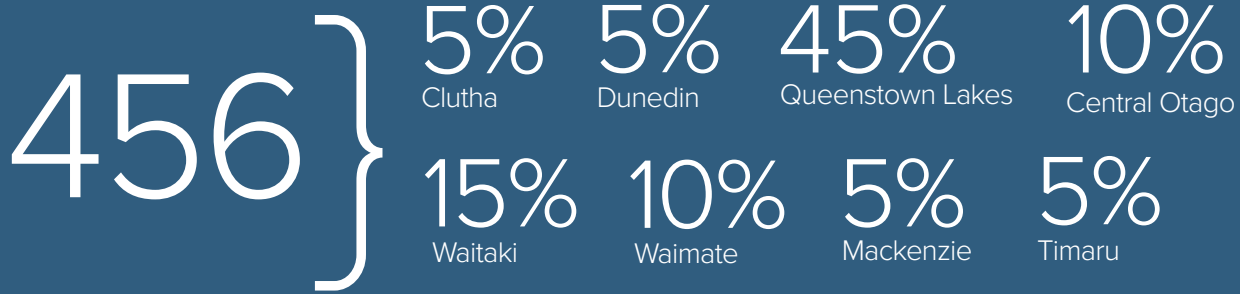 456
5% 5% 45% 10%
Clutha Dunedin Queenstown Lakes Central Otago
15% 10% 5% 5%
Waitaki Waimate Mackenzie Timaru